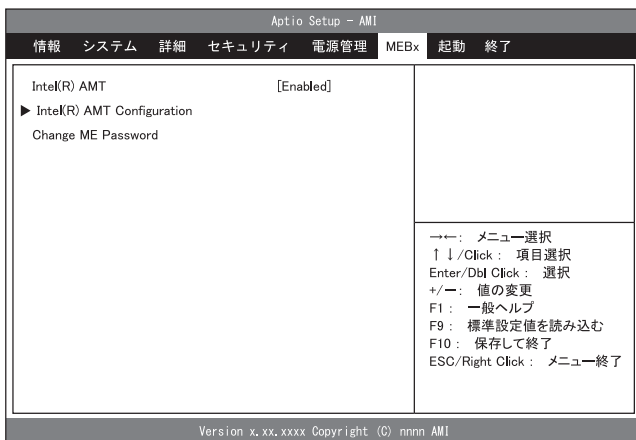 Aptio Setup - AMI
情報 システム 詳細 セキュリティ 電源管理 MEBx 起動 終了
Intel(R) AMT [Enabled]
▶ Intel(R) AMT Configuration
Change ME Password
→←： メニュー選択
↑↓/Click： 項目選択
Enter/Dbl Click： 選択
+/ー： 値の変更
F1： 一般ヘルプ
F9： 標準設定値を読み込む
F10： 保存して終了
ESC/Right Click： メニュー終了
Version x.xx.xxxx Copyright (C) nnnn AMI